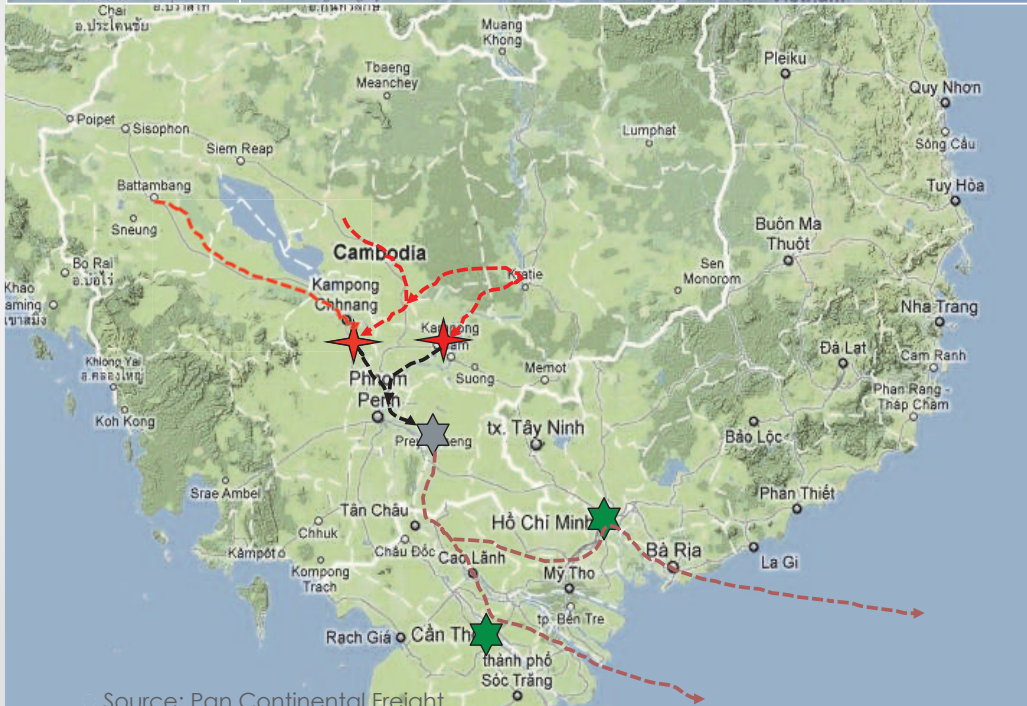 Chai
อ.ประโคนชัย
Muang
Khong
Tbaeng
Meanchey
Pleiku
Quy Nhơn
Poipet
Sisophon
Lumphat
Sông Cầu
Siem Reap
Battambang
Tuy Hòa
Sneung
Buôn Ma
Thuột
Cambodia
Bo Rai
อ.บ่อไร่
Kratie
Sen
Monorom
Khao
aming
เขาสมิง
Kampong
Chhnang
Nha Trang
Kampong
Cham
Đà Lạt
Cam Ranh
Khlong Yai
อ.คลองใหญ่
Phnom
Penh
Suong
Memot
Phan Rang -
Tháp Chàm
Koh Kong
tx. Tây Ninh
Bảo Lộc
Srae Ambel
Phan Thiết
Tân Châu
Hồ Chí Minh
Chhuk
Châu Đốc
Bà Rịa
La Gi
Kâmpôt
Cao Lãnh
Kompong
Trach
Mỹ Tho
tp. Bến Tre
Rạch Giá
Cần Th
thành phố
Sóc Trăng
Source: Pan Continental Freight